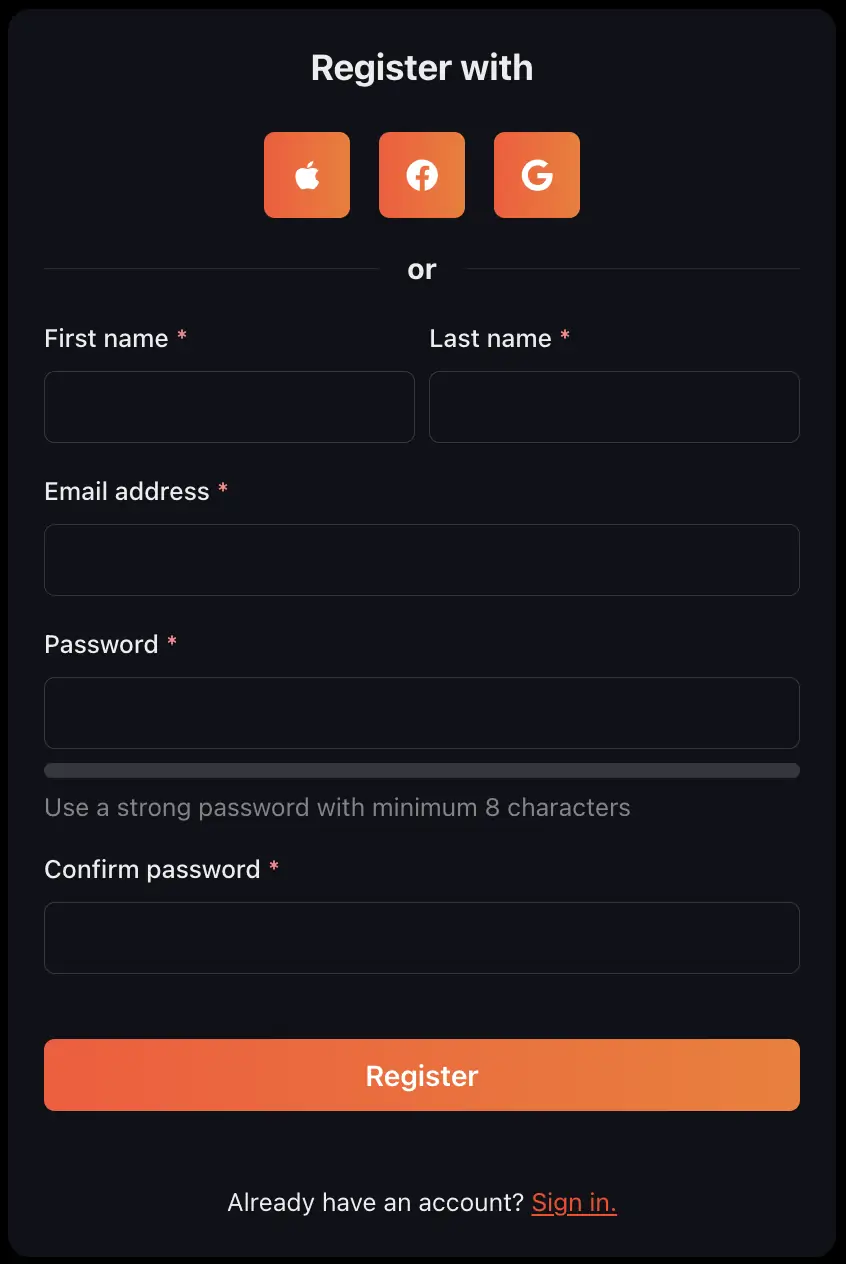 Register with
or
First name * Last name *
Email address *
Password *
Use a strong password with minimum 8 characters
Confirm password *
Register
Already have an account? Sign in.